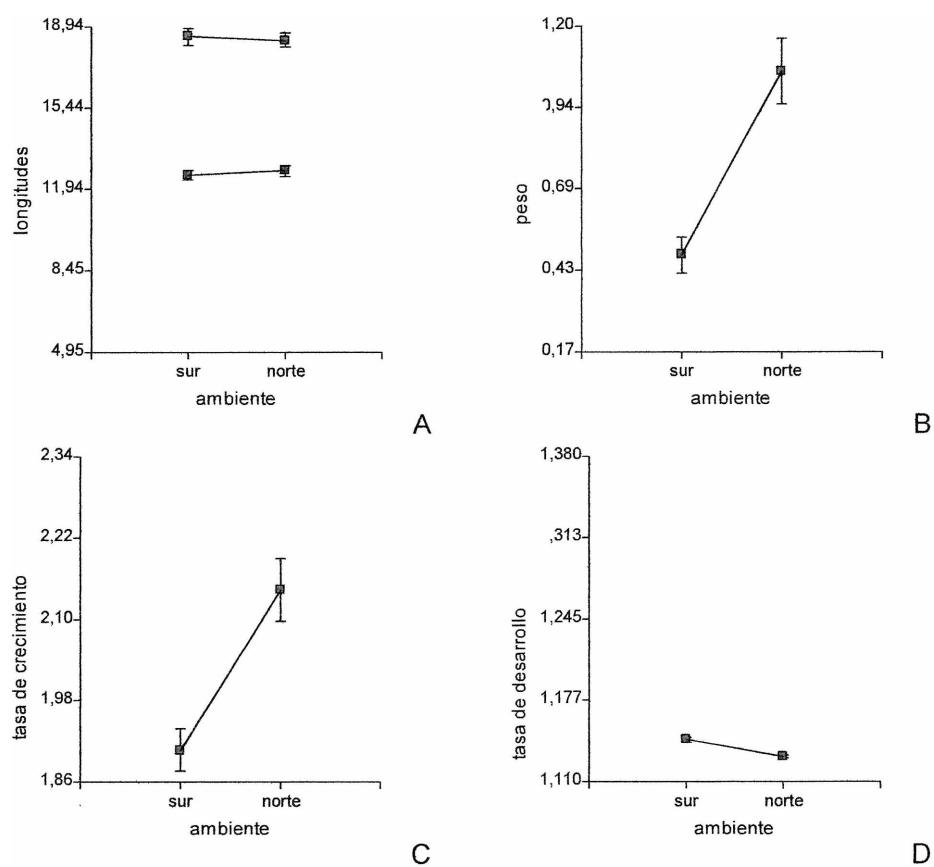 18,94
15,44
11,94
8,45
4,95
longitudes
sur
norte
ambiente
A
1,20
0,94
0,69
0,43
0,17
peso
sur
norte
ambiente
B
2,34
2,22
2,10
1,98
1,86
tasa de crecimiento
sur
norte
ambiente
C
1,380
1,313
1,245
1,177
1,110
tasa de desarrollo
sur
norte
ambiente
D